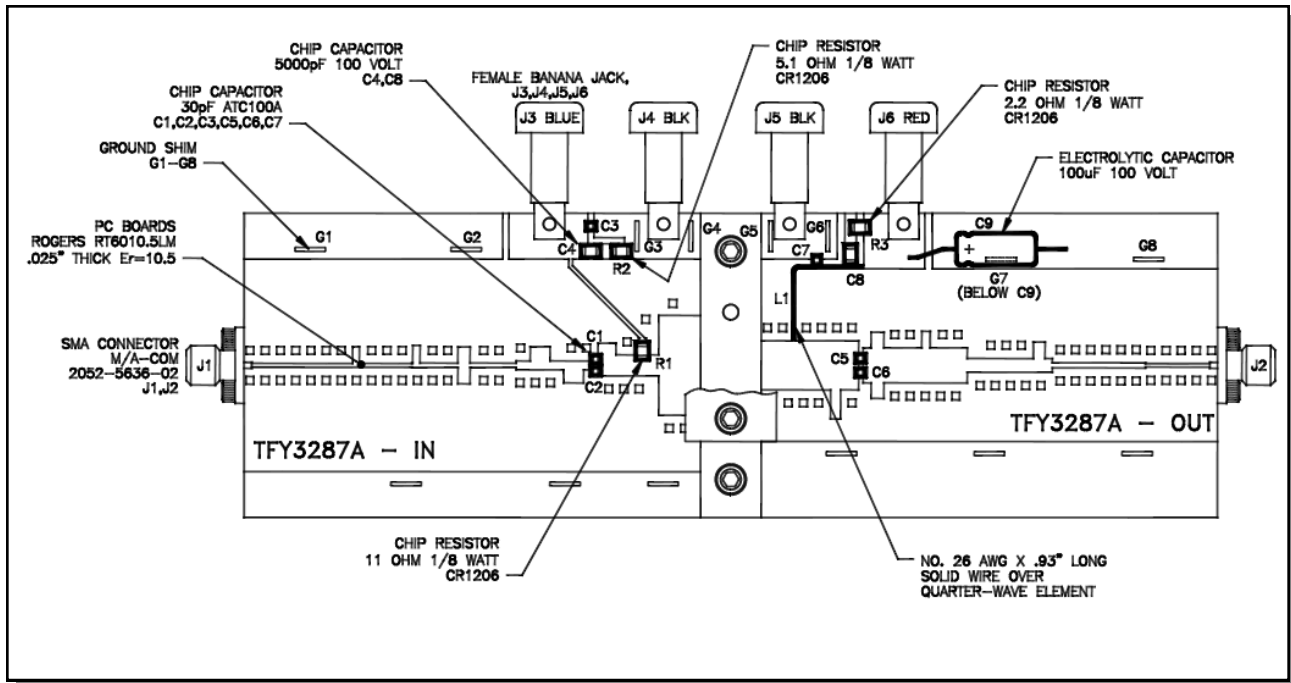 CHIP CAPACITOR
5000pF 100 VOLT
C4,C8
CHIP CAPACITOR
30pF ATC100A
C1,C2,C3,C5,C6,C7
GROUND SHIM
G1-G8
PC BOARDS
ROGERS RT6010.5LM
.025" THICK Er=10.5
SMA CONNECTOR
M/A-COM
2052-5636-02
J1,J2
FEMALE BANANA JACK,
J3,J4,J5,J6
CHIP RESISTOR
5.1 OHM 1/8 WATT
CR1206
CHIP RESISTOR
2.2 OHM 1/8 WATT
CR1206
ELECTROLYTIC CAPACITOR
100uF 100 VOLT
J3 BLUE
J4 BLK
J5 BLK
J6 RED
G1
G2
C3
C4
R2
G3
G4
G5
G6
C7
C8
R3
C9
+
G7
(BELOW C9)
G8
L1
J1
C1
C2
R1
C5
C6
J2
TFY3287A - IN
TFY3287A - OUT
CHIP RESISTOR
11 OHM 1/8 WATT
CR1206
NO. 26 AWG X .93" LONG
SOLID WIRE OVER
QUARTER-WAVE ELEMENT